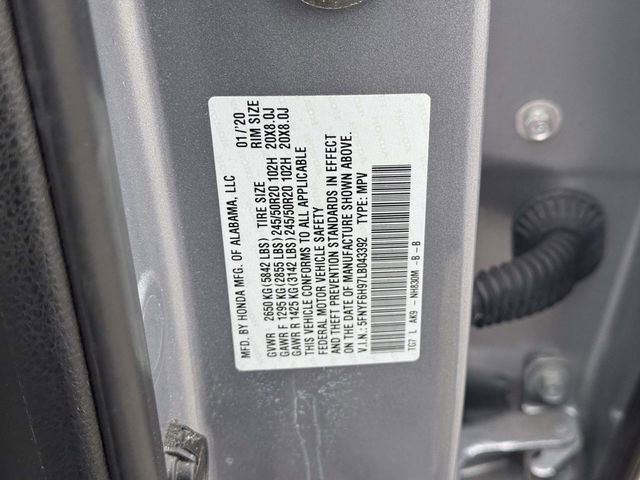 MFD. BY HONDA MFG. OF ALABAMA, LLC 01/'20
TIRE SIZE RIM SIZE
GVWR 2650 KG (5842 LBS)
GAWR F 1295 KG (2855 LBS) 245/50R20 102H 20X8.0J
GAWR R 1425 KG (3142 LBS) 245/50R20 102H 20X8.0J
THIS VEHICLE CONFORMS TO ALL APPLICABLE
FEDERAL MOTOR VEHICLE SAFETY
AND THEFT PREVENTION STANDARDS IN EFFECT
ON THE DATE OF MANUFACTURE SHOWN ABOVE.
V.I.N.: 5FNYF6H97LB043392 TYPE: MPV
TG7 L AK9 - NH830M -B -B